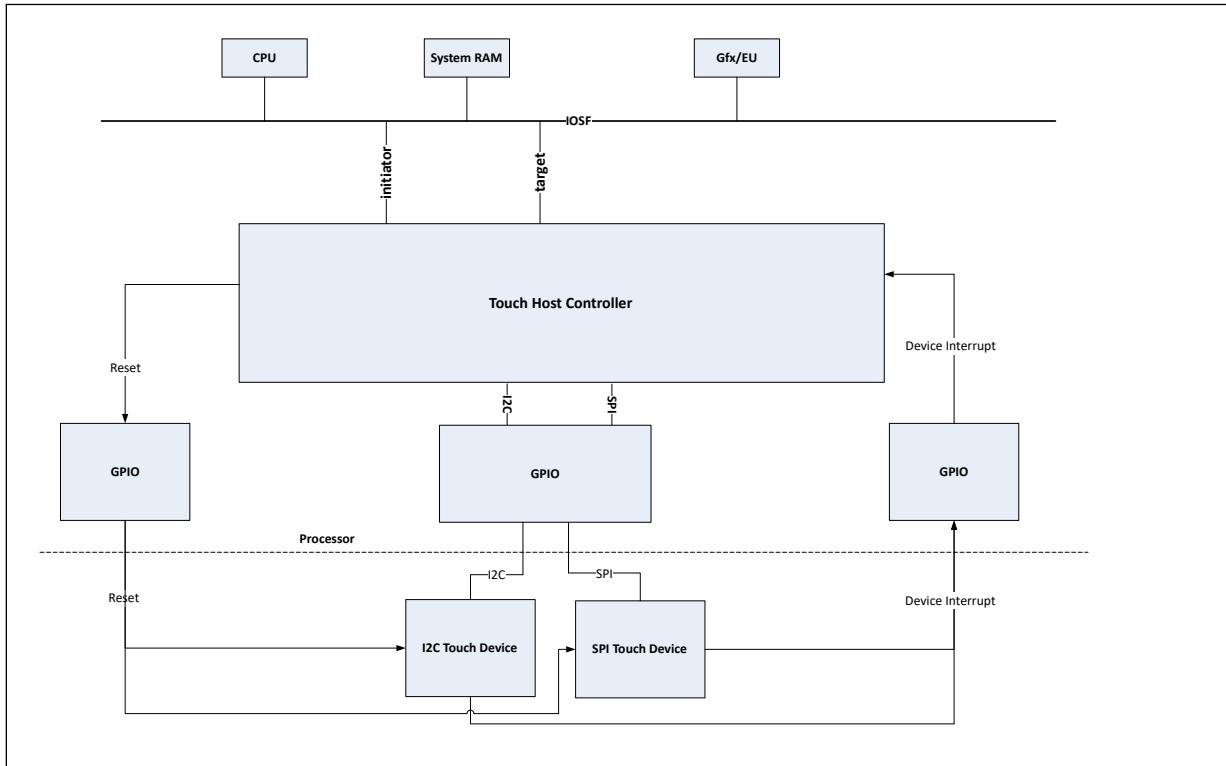 CPU
System RAM
Gfx/EU
IOSF
initiator
target
Touch Host Controller
Reset
Device Interrupt
I2C
SPI
GPIO
GPIO
GPIO
Processor
I2C
SPI
Reset
Device Interrupt
I2C Touch Device
SPI Touch Device